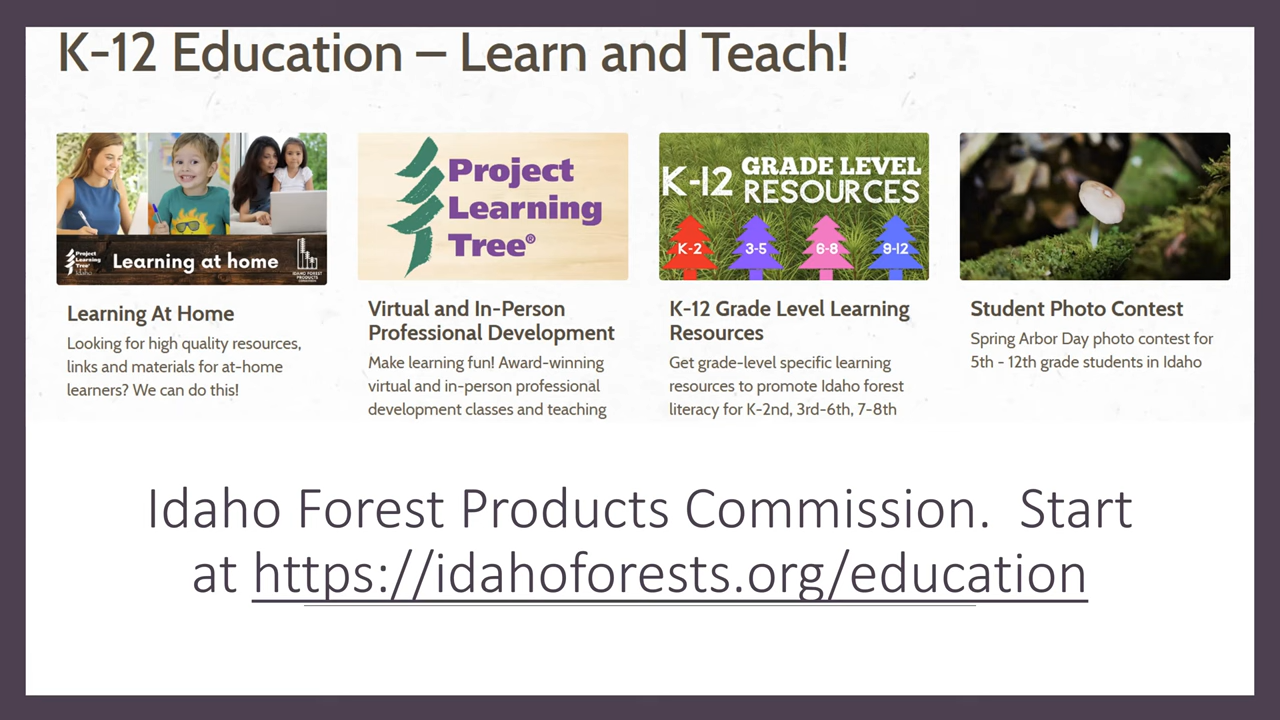 K-12 Education – Learn and Teach!
Project
Learning
Tree
Idaho
Learning at home
IDAHO FOREST
PRODUCTS
COMMISSION
Learning At Home
Looking for high quality resources,
links and materials for at-home
learners? We can do this!
Project
Learning
Tree®
Virtual and In-Person
Professional Development
Make learning fun! Award-winning
virtual and in-person professional
development classes and teaching
K-12 GRADE LEVEL
RESOURCES
K-2
3-5
6-8
9-12
K-12 Grade Level Learning
Resources
Get grade-level specific learning
resources to promote Idaho forest
literacy for K-2nd, 3rd-6th, 7-8th
Student Photo Contest
Spring Arbor Day photo contest for
5th - 12th grade students in Idaho
Idaho Forest Products Commission. Start
at https://idahoforests.org/education